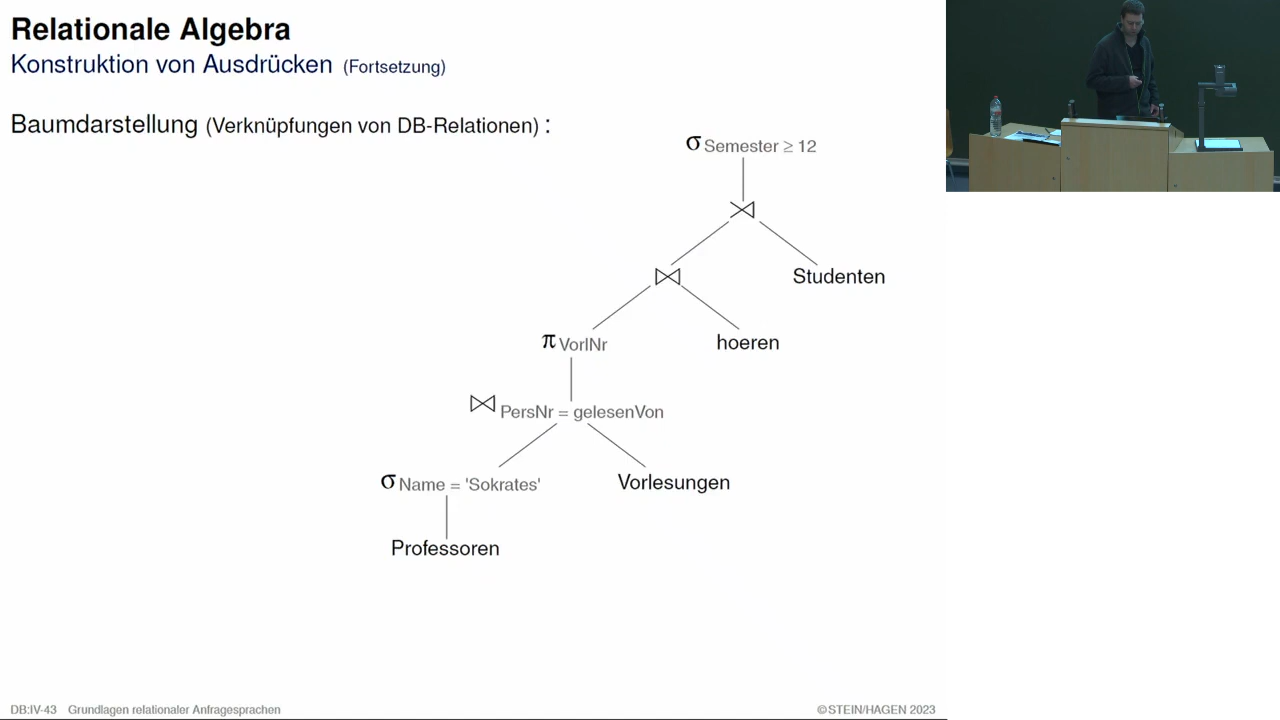 Relationale Algebra
Konstruktion von Ausdrücken (Fortsetzung)
Baumdarstellung (Verknüpfungen von DB-Relationen) :
σ Semester ≥ 12
⋊
⋈ Studenten
π VorlNr hoeren
⋈ PersNr = gelesenVon
σ Name = 'Sokrates' Vorlesungen
Professoren
DB:IV-43 Grundlagen relationaler Anfragesprachen ©STEIN/HAGEN 2023